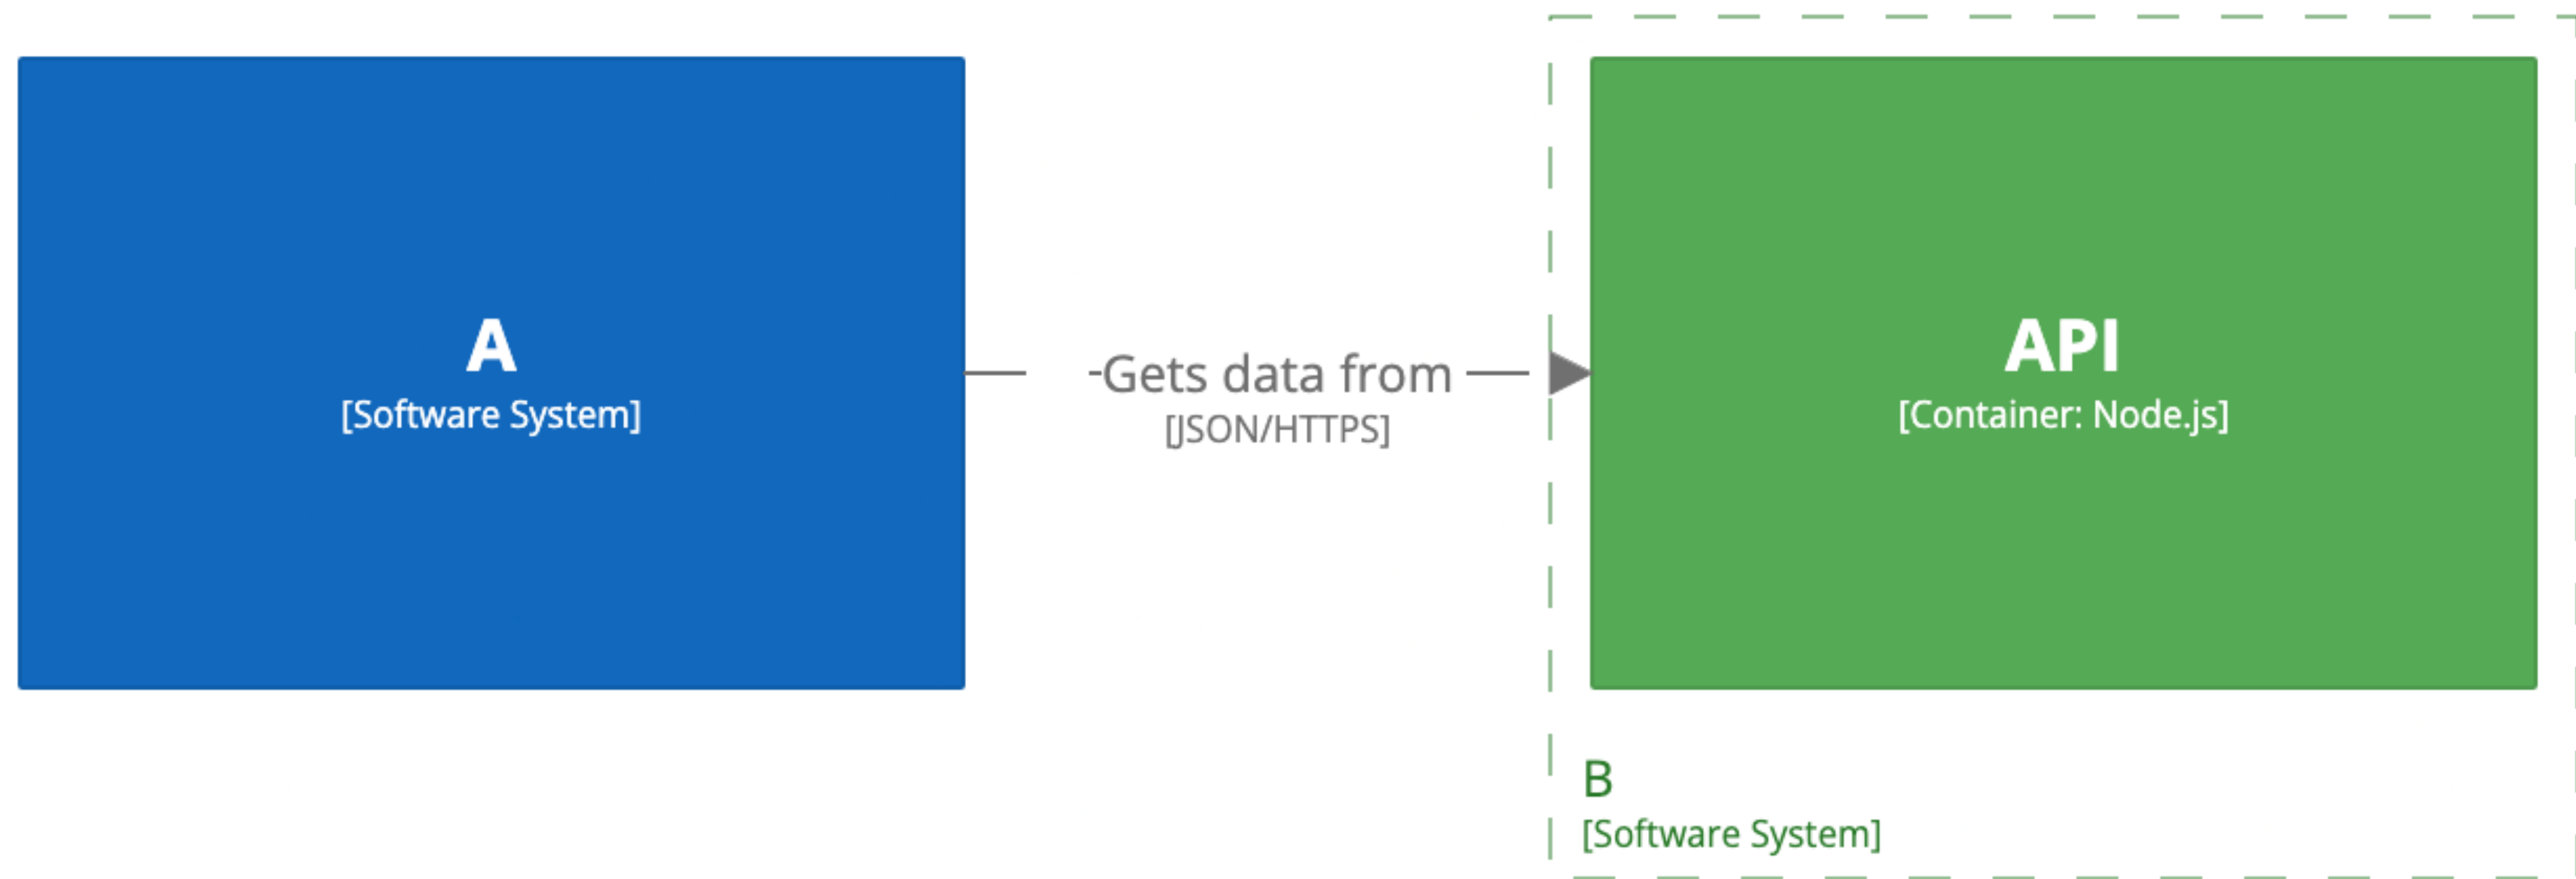 A
[Software System]
Gets data from
[JSON/HTTPS]
API
[Container: Node.js]
B
[Software System]